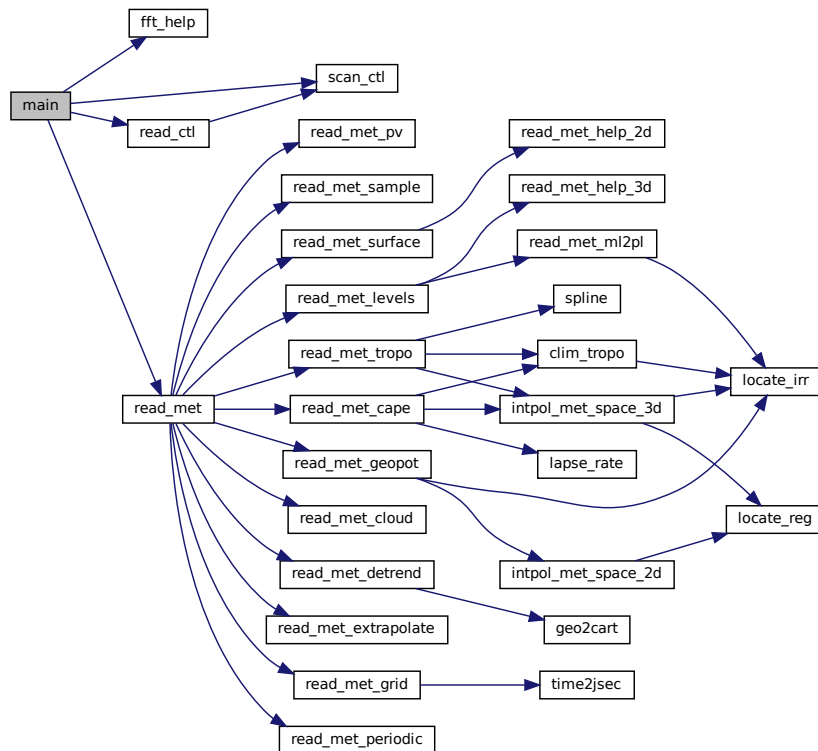 fft_help
scan_ctl
main
read_ctl
read_met_pv
read_met_help_2d
read_met_sample
read_met_help_3d
read_met_surface
read_met_ml2pl
read_met_levels
spline
read_met_tropo
clim_tropo
locate_irr
read_met
read_met_cape
intpol_met_space_3d
read_met_geopot
lapse_rate
read_met_cloud
locate_reg
read_met_detrend
intpol_met_space_2d
read_met_extrapolate
geo2cart
read_met_grid
time2jsec
read_met_periodic